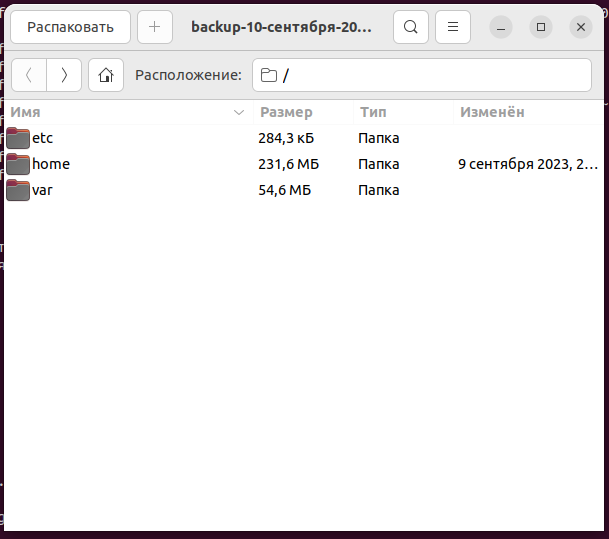 Распаковать backup-10-сентября-20...
Расположение: /
Имя Размер Тип Изменён
etc 284,3 кБ Папка
home 231,6 МБ Папка 9 сентября 2023, 2...
var 54,6 МБ Папка